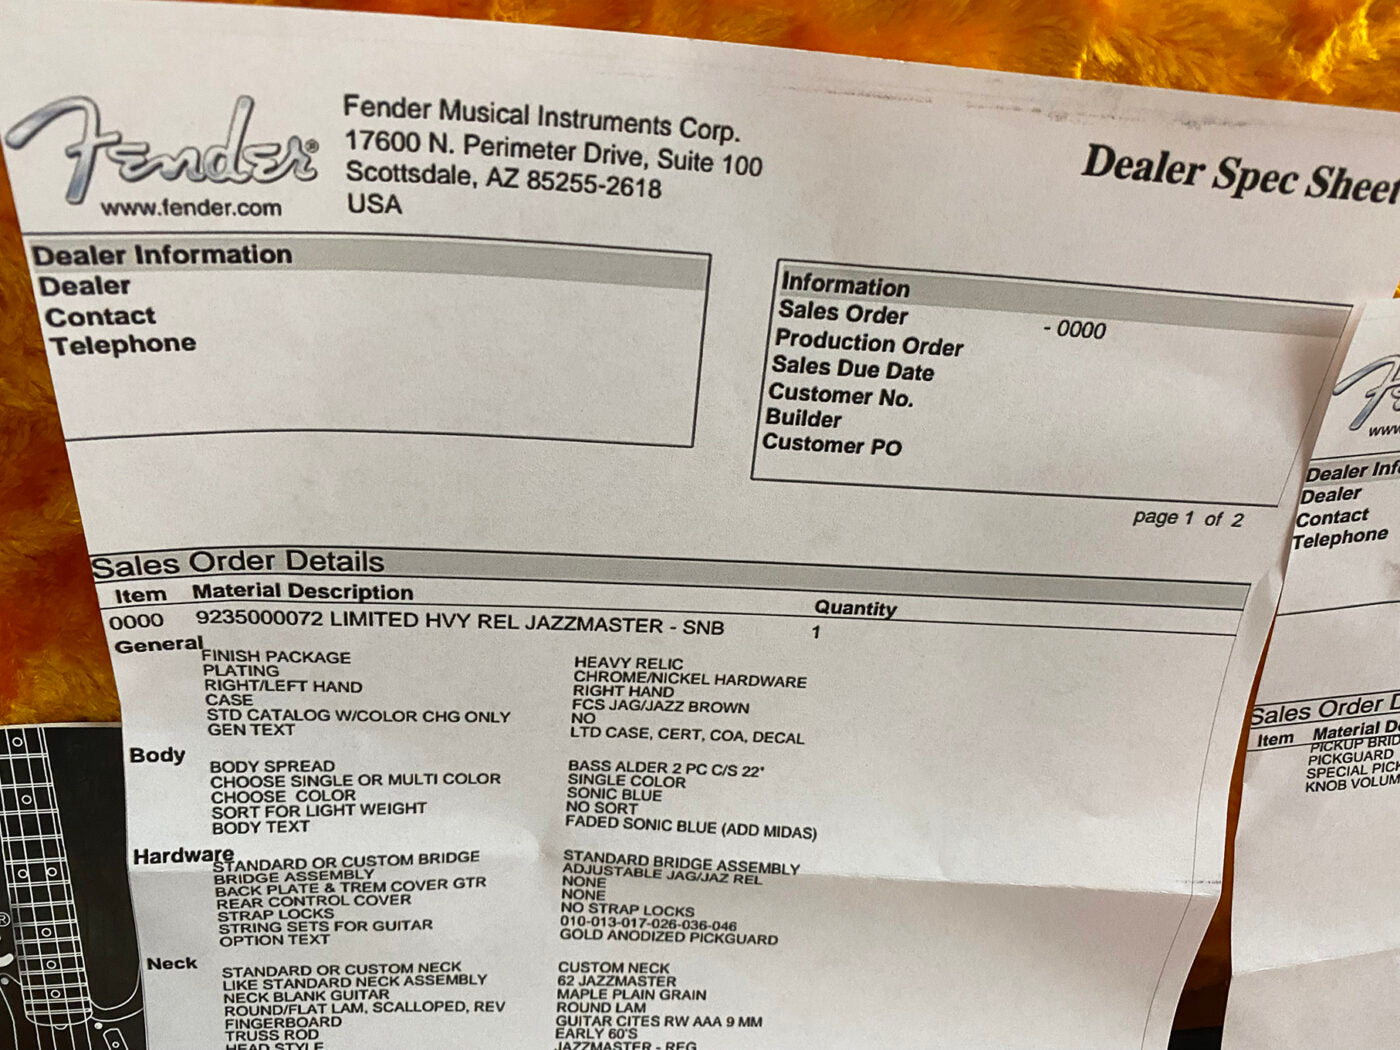 Fender®
www.fender.com
Fender Musical Instruments Corp.
17600 N. Perimeter Drive, Suite 100
Scottsdale, AZ 85255-2618
USA
Dealer Spec Sheet
Dealer Information
Dealer
Contact
Telephone
Information
Sales Order - 0000
Production Order
Sales Due Date
Customer No.
Builder
Customer PO
page 1 of 2
Sales Order Details
Item Material Description Quantity
0000 9235000072 LIMITED HVY REL JAZZMASTER - SNB 1
General
FINISH PACKAGE HEAVY RELIC
PLATING CHROME/NICKEL HARDWARE
RIGHT/LEFT HAND RIGHT HAND
CASE FCS JAG/JAZZ BROWN
STD CATALOG W/COLOR CHG ONLY NO
GEN TEXT LTD CASE, CERT, COA, DECAL
Body
BODY SPREAD BASS ALDER 2 PC C/S 22"
CHOOSE SINGLE OR MULTI COLOR SINGLE COLOR
CHOOSE COLOR SONIC BLUE
SORT FOR LIGHT WEIGHT NO SORT
BODY TEXT FADED SONIC BLUE (ADD MIDAS)
Hardware
STANDARD OR CUSTOM BRIDGE STANDARD BRIDGE ASSEMBLY
BRIDGE ASSEMBLY ADJUSTABLE JAG/JAZ REL
BACK PLATE & TREM COVER GTR NONE
REAR CONTROL COVER NONE
STRAP LOCKS NO STRAP LOCKS
STRING SETS FOR GUITAR 010-013-017-026-036-046
OPTION TEXT GOLD ANODIZED PICKGUARD
Neck
STANDARD OR CUSTOM NECK CUSTOM NECK
LIKE STANDARD NECK ASSEMBLY 62 JAZZMASTER
NECK BLANK GUITAR MAPLE PLAIN GRAIN
ROUND/FLAT LAM, SCALLOPED, REV ROUND LAM
FINGERBOARD GUITAR CITES RW AAA 9 MM
TRUSS ROD EARLY 60'S
HEAD STYLE JAZZMASTER - REG
www
Dealer Inf
Dealer
Contact
Telephone
Sales Order D
Item Material De
PICKUP BRID
PICKGUARD
SPECIAL PICK
KNOB VOLUM